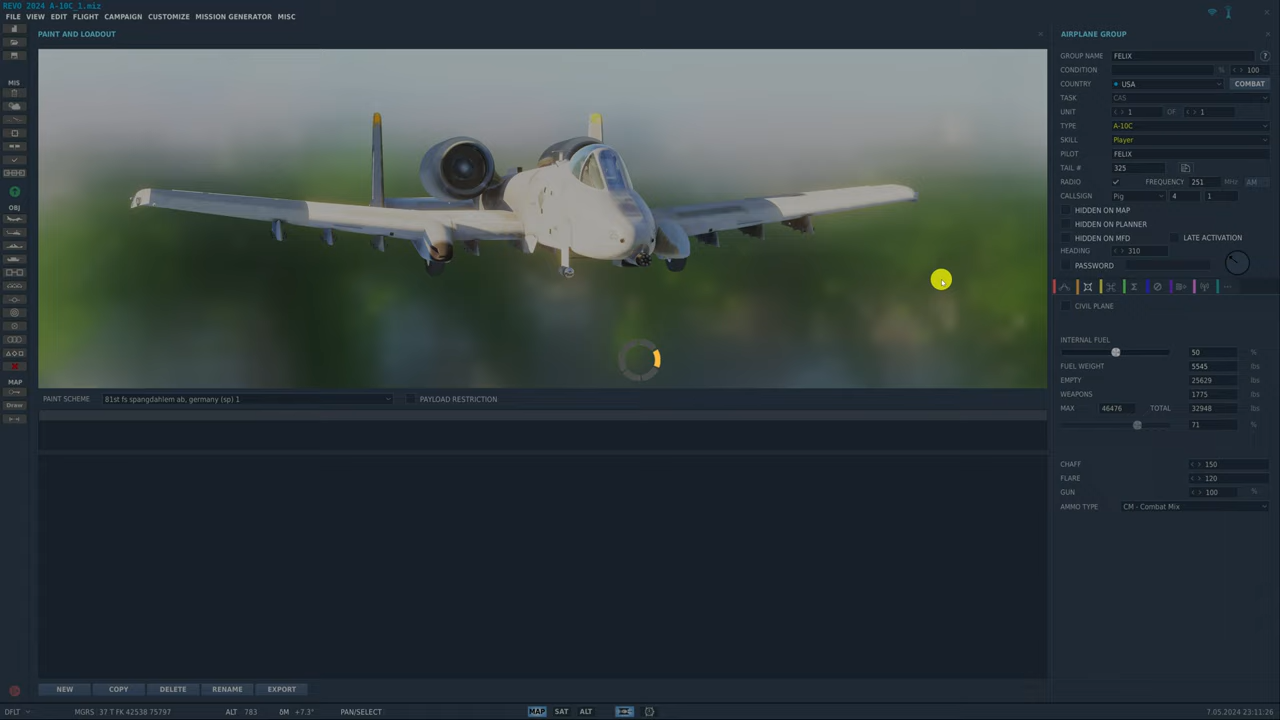 REVO 2024 A-10C_1.miz
FILE VIEW EDIT FLIGHT CAMPAIGN CUSTOMIZE MISSION GENERATOR MISC
PAINT AND LOADOUT
AIRPLANE GROUP
GROUP NAME FELIX ?
CONDITION % 100
COUNTRY USA COMBAT
TASK CAS
UNIT 1 OF 1
TYPE A-10C
SKILL Player
PILOT FELIX
TAIL # 325
RADIO FREQUENCY 251 MHz AM
CALLSIGN Pig 4 1
HIDDEN ON MAP
HIDDEN ON PLANNER
HIDDEN ON MFD LATE ACTIVATION
HEADING 310
PASSWORD
CIVIL PLANE
INTERNAL FUEL
50 %
FUEL WEIGHT 5545 lbs
EMPTY 25629 lbs
WEAPONS 1775 lbs
MAX 46476 TOTAL 32948 lbs
71 %
CHAFF 150
FLARE 120
GUN 100 %
AMMO TYPE CM - Combat Mix
MIS
OBJ
MAP
Draw
PAINT SCHEME 81st fs spangdahlem ab, germany (sp) 1 PAYLOAD RESTRICTION
NEW COPY DELETE RENAME EXPORT
DFLT MGRS: 37 T FK 42538 75797 ALT 783 δM +7.3° PAN/SELECT MAP SAT ALT 7.05.2024 23:11:26